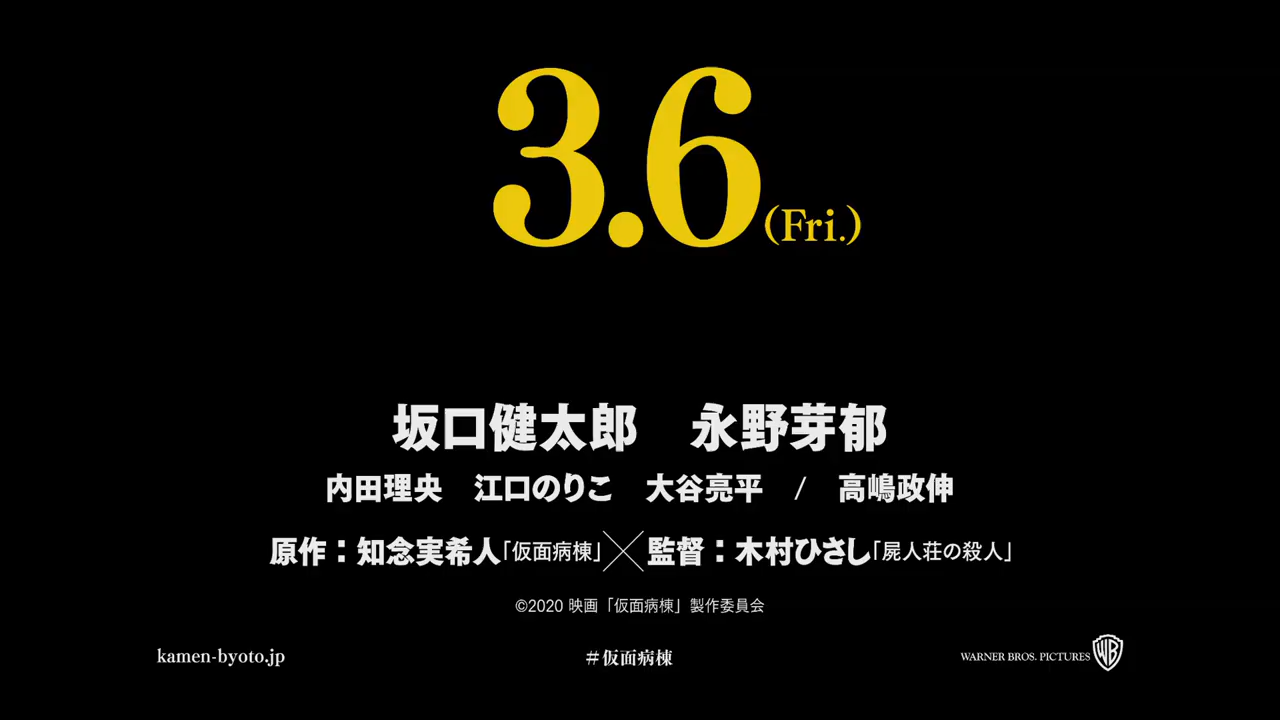 3.6(Fri.)
坂口健太郎 永野芽郁
内田理央 江口のりこ 大谷亮平 / 高嶋政伸
原作:知念実希人「仮面病棟」×監督:木村ひさし「屍人荘の殺人」
©2020 映画「仮面病棟」製作委員会
kamen-byoto.jp
#仮面病棟
WARNER BROS. PICTURES WB